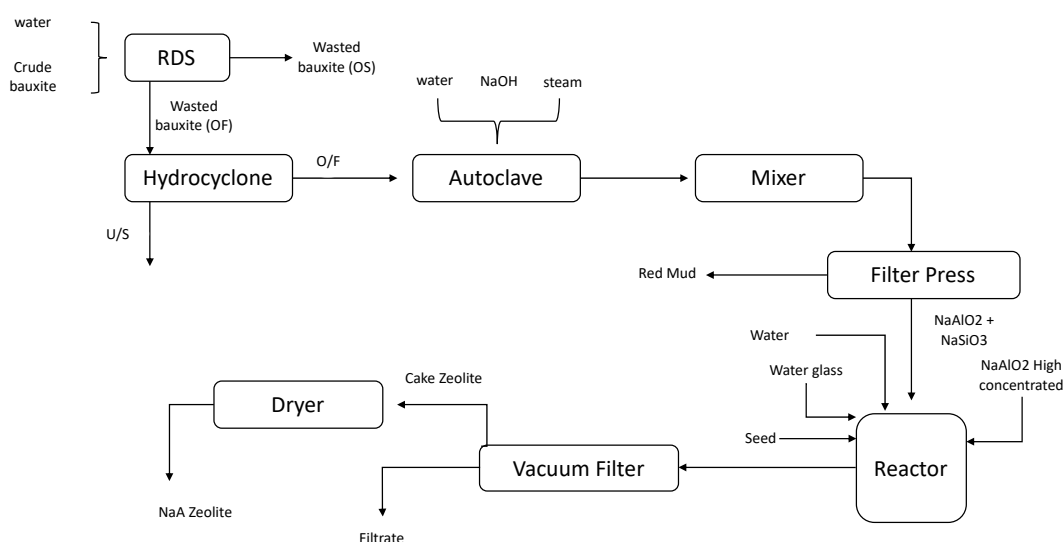 water
Crude
bauxite
RDS
Wasted
bauxite (OS)
Wasted
bauxite (OF)
water
NaOH
steam
Hydrocyclone
O/F
Autoclave
Mixer
U/S
Red Mud
Filter Press
NaAlO2 +
NaSiO3
Water
NaAlO2 High
concentrated
Water glass
Cake Zeolite
Dryer
Seed
Reactor
Vacuum Filter
NaA Zeolite
Filtrate